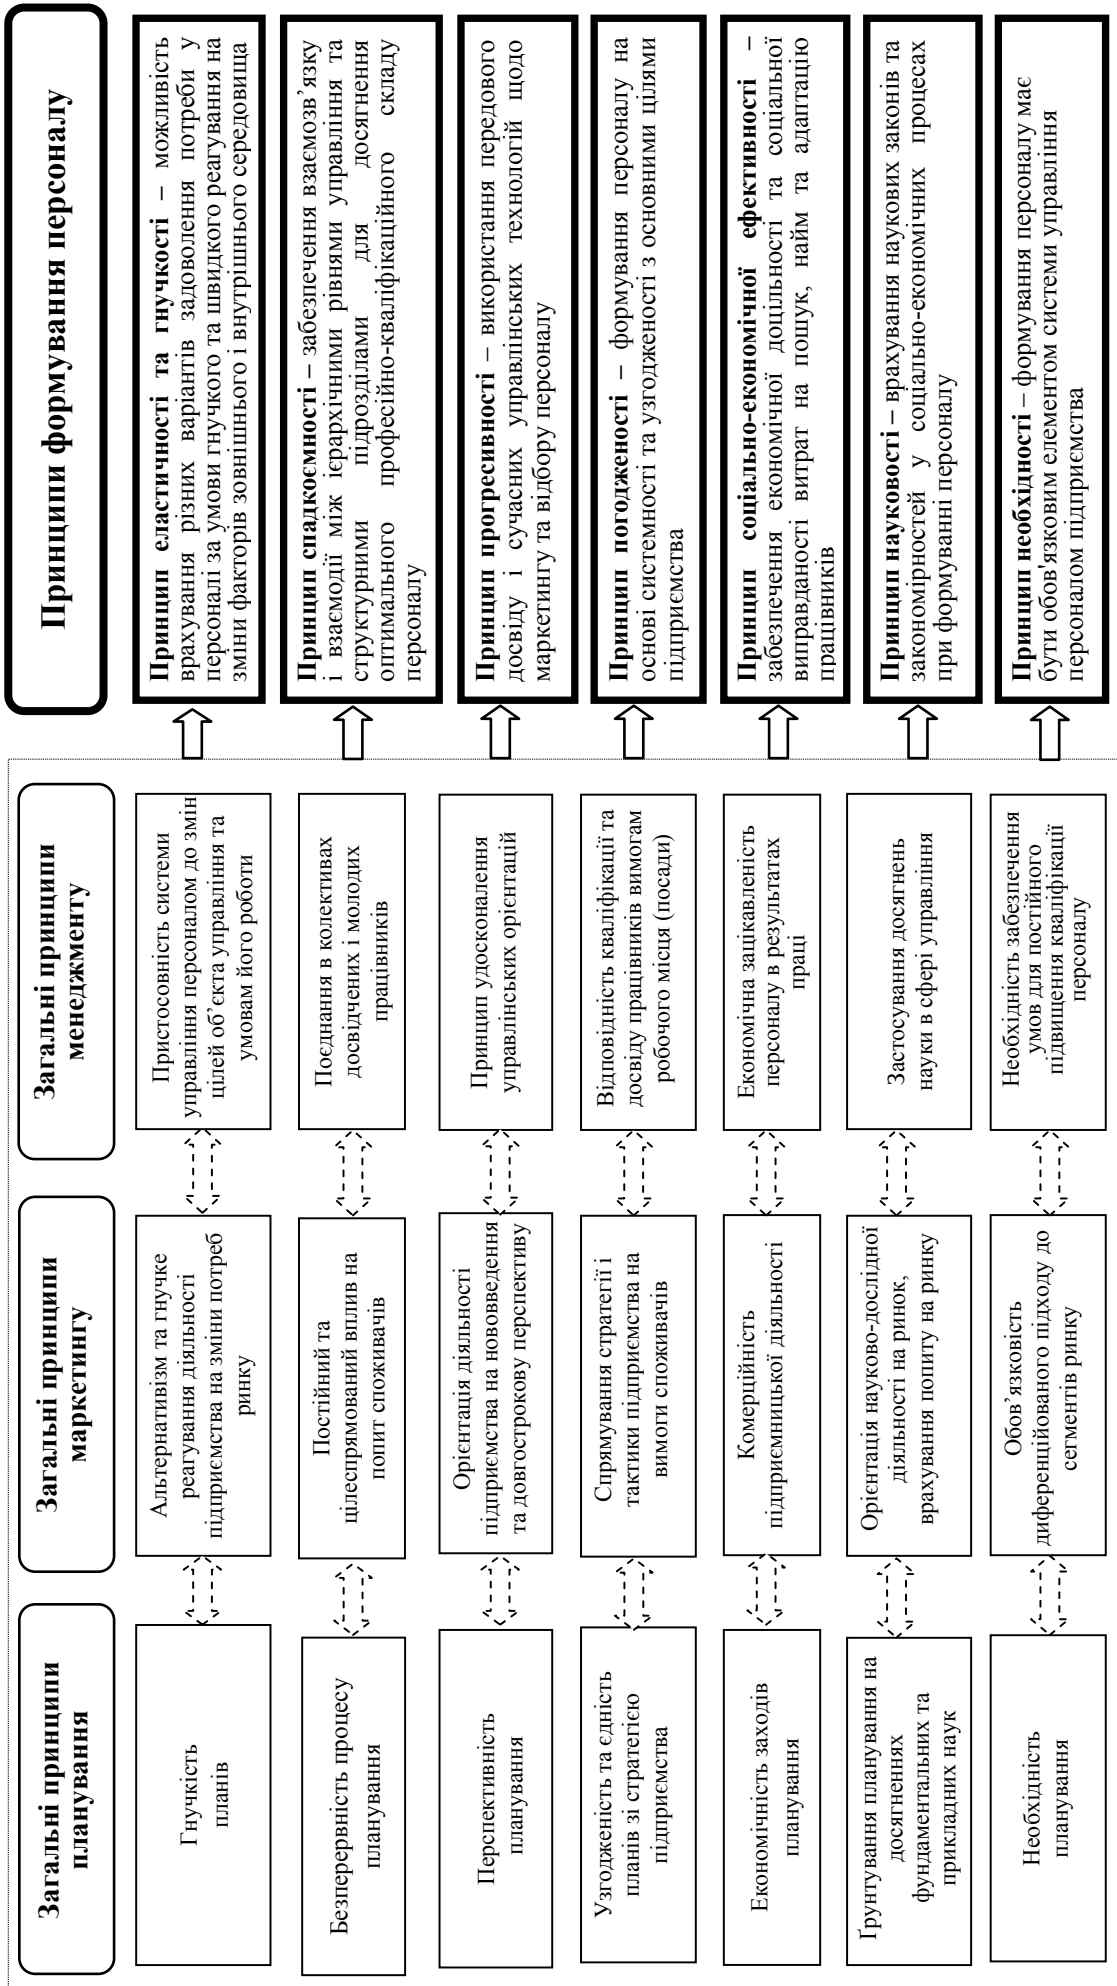 Загальні принципи
планування
Загальні принципи
маркетингу
Загальні принципи
менеджменту
Принципи формування персоналу
Гнучкість
планів
Альтернативізм та гнучке
реагування діяльності
підприємства на зміни потреб
ринку
Пристосовність системи
управління персоналом до змін
цілей об’єкта управління та
умовам його роботи
Принцип еластичності та гнучкості – можливість
врахування різних варіантів задоволення потреби у
персоналі за умови гнучкого та швидкого реагування на
зміни факторів зовнішнього і внутрішнього середовища
Безперервність процесу
планування
Постійний та
цілеспрямований вплив на
попит споживачів
Поєднання в колективах
досвідчених і молодих
працівників
Принцип спадкоємності – забезпечення взаємозв’язку
і взаємодії між ієрархічними рівнями управління та
структурними підрозділами для досягнення
оптимального професійно-кваліфікаційного складу
персоналу
Перспективність
планування
Орієнтація діяльності
підприємства на нововведення
та довгострокову перспективу
Принцип удосконалення
управлінських орієнтацій
Принцип прогресивності – використання передового
досвіду і сучасних управлінських технологій щодо
маркетингу та відбору персоналу
Узгодженість та єдність
планів зі стратегією
підприємства
Спрямування стратегії і
тактики підприємства на
вимоги споживачів
Відповідність кваліфікації та
досвіду працівників вимогам
робочого місця (посади)
Принцип погодженості – формування персоналу на
основі системності та узгодженості з основними цілями
підприємства
Економічність заходів
планування
Комерційність
підприємницької діяльності
Економічна зацікавленість
персоналу в результатах
праці
Принцип соціально-економічної ефективності –
забезпечення економічної доцільності та соціальної
виправданості витрат на пошук, найм та адаптацію
працівників
Ґрунтування планування на
досягненнях
фундаментальних та
прикладних наук
Орієнтація науково-дослідної
діяльності на ринок,
врахування попиту на ринку
Застосування досягнень
науки в сфері управління
Принцип науковості – врахування наукових законів та
закономірностей у соціально-економічних процесах
при формуванні персоналу
Необхідність
планування
Обов’язковість
диференційованого підходу до
сегментів ринку
Необхідність забезпечення
умов для постійного
підвищення кваліфікації
персоналу
Принцип необхідності – формування персоналу має
бути обов'язковим елементом системи управління
персоналом підприємства